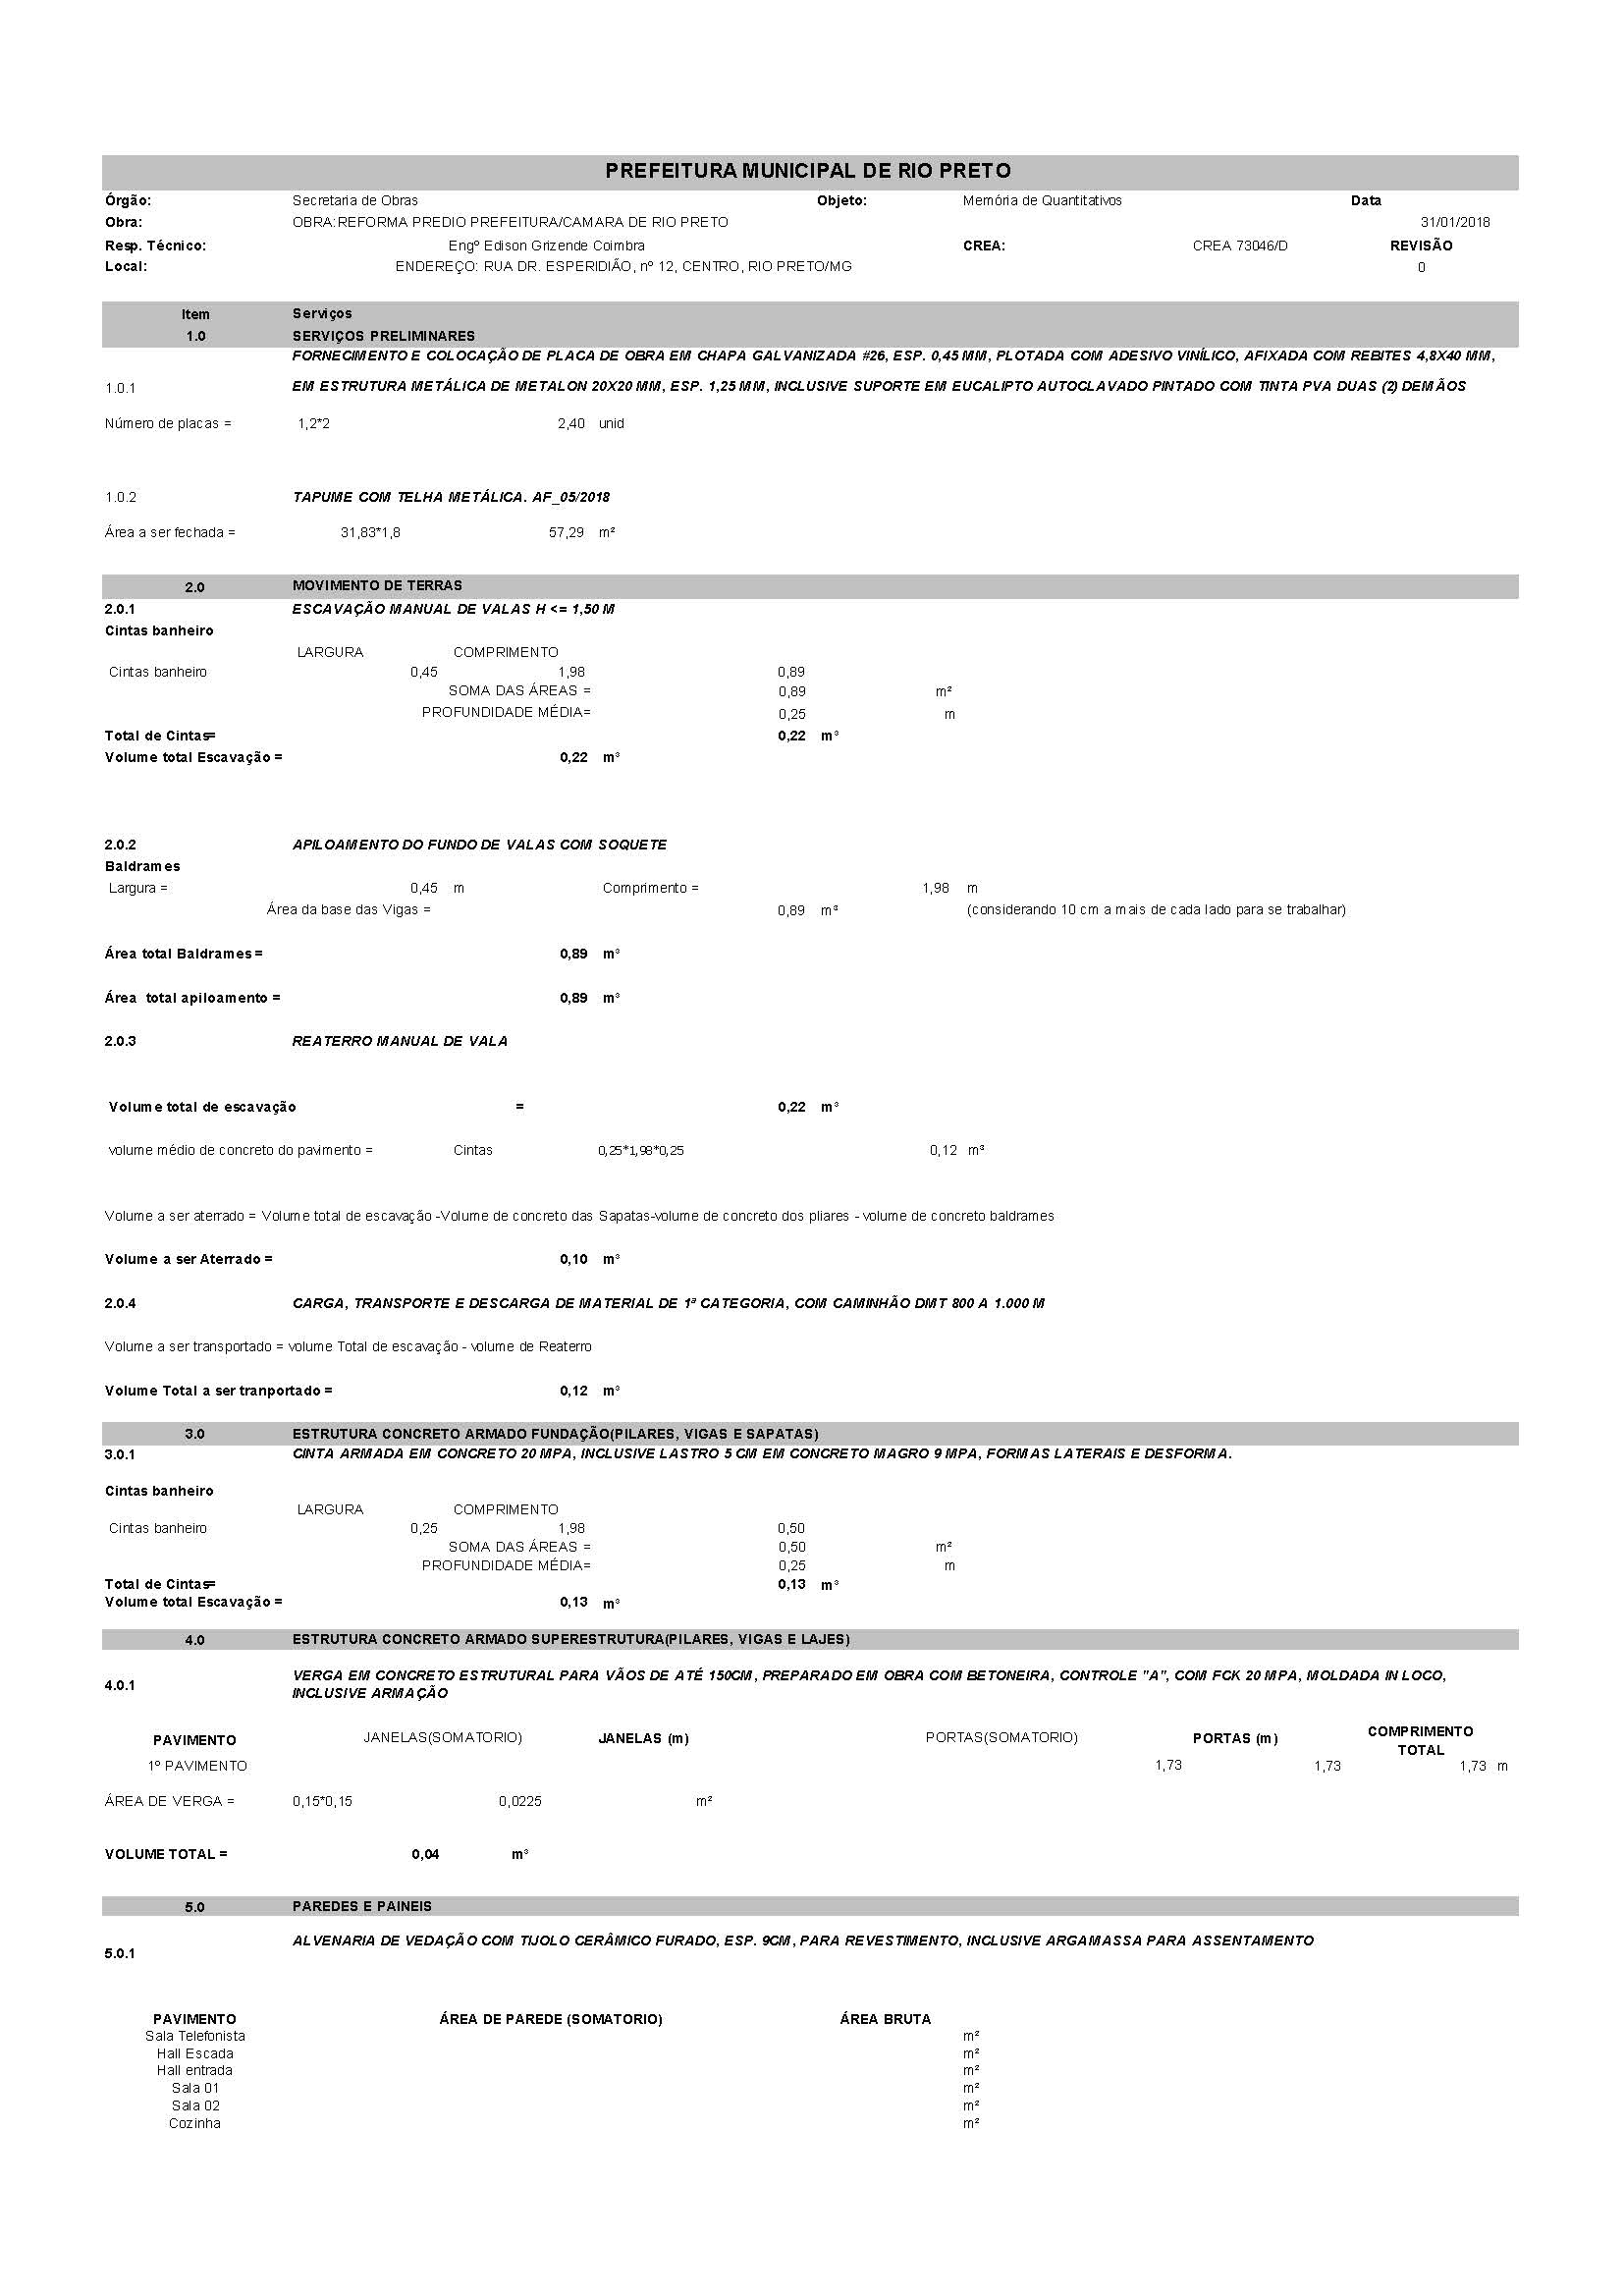 PREFEITURA MUNICIPAL DE RIO PRETO
Órgão: Secretaria de Obras Objeto: Memória de Quantitativos Data
Obra: OBRA:REFORMA PREDIO PREFEITURA/CAMARA DE RIO PRETO 31/01/2018
Resp. Técnico: Engº Edison Grizende Coimbra CREA: CREA 73046/D REVISÃO
Local: ENDEREÇO: RUA DR. ESPERIDIÃO, nº 12, CENTRO, RIO PRETO/MG 0
Item Serviços
1.0 SERVIÇOS PRELIMINARES
FORNECIMENTO E COLOCAÇÃO DE PLACA DE OBRA EM CHAPA GALVANIZADA #26, ESP. 0,45 MM, PLOTADA COM ADESIVO VINÍLICO, AFIXADA COM REBITES 4,8X40 MM,
1.0.1 EM ESTRUTURA METÁLICA DE METALON 20X20 MM, ESP. 1,25 MM, INCLUSIVE SUPORTE EM EUCALIPTO AUTOCLAVADO PINTADO COM TINTA PVA DUAS (2) DEMÃOS
Número de placas = 1,2*2 2,40 unid
1.0.2 TAPUME COM TELHA METÁLICA. AF_05/2018
Área a ser fechada = 31,83*1,8 57,29 m²
2.0 MOVIMENTO DE TERRAS
2.0.1 ESCAVAÇÃO MANUAL DE VALAS H <= 1,50 M
Cintas banheiro
LARGURA COMPRIMENTO
Cintas banheiro 0,45 1,98 0,89
SOMA DAS ÁREAS = 0,89 m²
PROFUNDIDADE MÉDIA= 0,25 m
Total de Cintas= 0,22 m³
Volume total Escavação = 0,22 m³
2.0.2 APILOAMENTO DO FUNDO DE VALAS COM SOQUETE
Baldrames
Largura = 0,45 m Comprimento = 1,98 m
Área da base das Vigas = 0,89 m³ (considerando 10 cm a mais de cada lado para se trabalhar)
Área total Baldrames = 0,89 m³
Área total apiloamento = 0,89 m³
2.0.3 REATERRO MANUAL DE VALA
Volume total de escavação = 0,22 m³
volume médio de concreto do pavimento = Cintas 0,25*1,98*0,25 0,12 m³
Volume a ser aterrado = Volume total de escavação -Volume de concreto das Sapatas-volume de concreto dos pliares - volume de concreto baldrames
Volume a ser Aterrado = 0,10 m³
2.0.4 CARGA, TRANSPORTE E DESCARGA DE MATERIAL DE 1ª CATEGORIA, COM CAMINHÃO DMT 800 A 1.000 M
Volume a ser transportado = volume Total de escavação - volume de Reaterro
Volume Total a ser tranportado = 0,12 m³
3.0 ESTRUTURA CONCRETO ARMADO FUNDAÇÃO(PILARES, VIGAS E SAPATAS)
3.0.1 CINTA ARMADA EM CONCRETO 20 MPA, INCLUSIVE LASTRO 5 CM EM CONCRETO MAGRO 9 MPA, FORMAS LATERAIS E DESFORMA.
Cintas banheiro
LARGURA COMPRIMENTO
Cintas banheiro 0,25 1,98 0,50
SOMA DAS ÁREAS = 0,50 m²
PROFUNDIDADE MÉDIA= 0,25 m
Total de Cintas= 0,13 m³
Volume total Escavação = 0,13 m³
4.0 ESTRUTURA CONCRETO ARMADO SUPERESTRUTURA(PILARES, VIGAS E LAJES)
4.0.1 VERGA EM CONCRETO ESTRUTURAL PARA VÃOS DE ATÉ 150CM, PREPARADO EM OBRA COM BETONEIRA, CONTROLE "A", COM FCK 20 MPA, MOLDADA IN LOCO,
INCLUSIVE ARMAÇÃO
PAVIMENTO JANELAS(SOMATORIO) JANELAS (m) PORTAS(SOMATORIO) PORTAS (m) COMPRIMENTO
TOTAL
1º PAVIMENTO 1,73 1,73 1,73 m
ÁREA DE VERGA = 0,15*0,15 0,0225 m²
VOLUME TOTAL = 0,04 m³
5.0 PAREDES E PAINEIS
5.0.1 ALVENARIA DE VEDAÇÃO COM TIJOLO CERÂMICO FURADO, ESP. 9CM, PARA REVESTIMENTO, INCLUSIVE ARGAMASSA PARA ASSENTAMENTO
PAVIMENTO ÁREA DE PAREDE (SOMATORIO) ÁREA BRUTA
Sala Telefonista m²
Hall Escada m²
Hall entrada m²
Sala 01 m²
Sala 02 m²
Cozinha m²